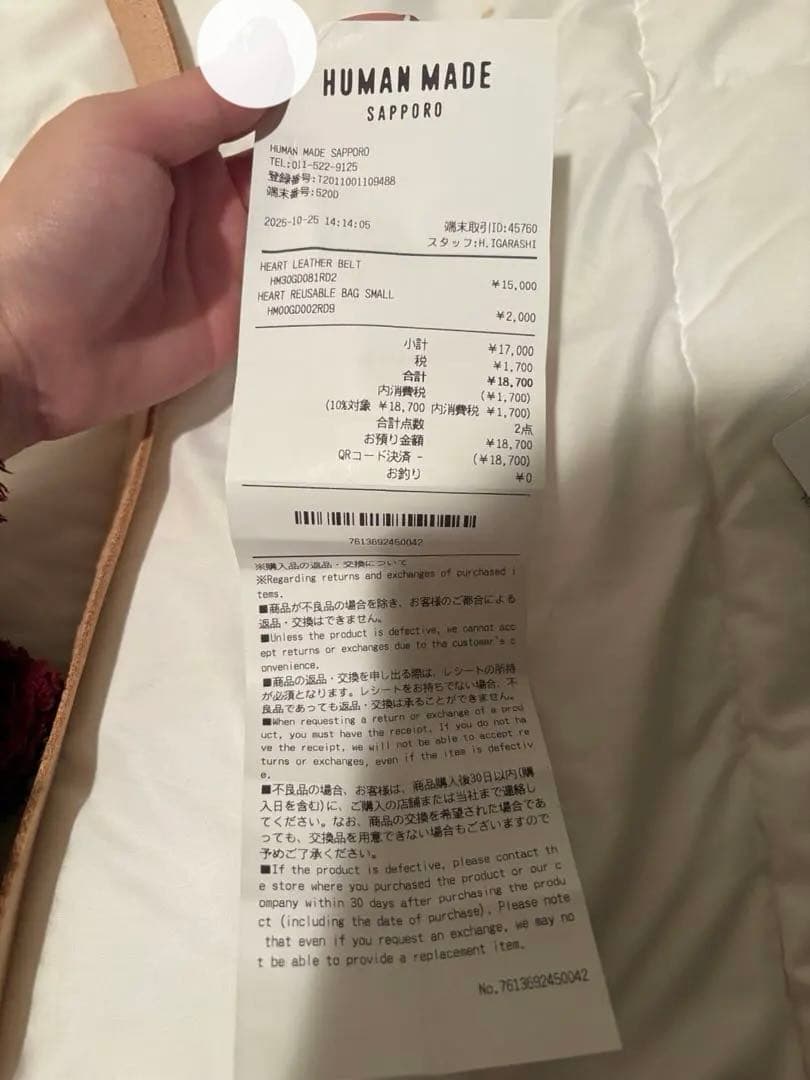 HUMAN MADE
SAPPORO
HUMAN MADE SAPPORO
TEL:011-522-9125
登録番号:T2011001109488
端末番号:520D
2025-10-25 14:14:05
端末取引ID:45760
スタッフ:H.IGARASHI
HEART LEATHER BELT
HM30GD081RD2 ¥15,000
HEART REUSABLE BAG SMALL
HM00GD002RD9 ¥2,000
小計 ¥17,000
税 ¥1,700
合計 ¥18,700
内消費税 (¥1,700)
(10%対象 ¥18,700 内消費税 ¥1,700)
合計点数 2点
お預り金額 ¥18,700
QRコード決済 - (¥18,700)
お釣り ¥0
7613692450042
※購入品の返品・交換について
※Regarding returns and exchanges of purchased i
tems.
■商品が不良品の場合を除き、お客様のご都合による
返品・交換はできません。
■Unless the product is defective, we cannot acc
ept returns or exchanges due to the customer's c
onvenience.
■商品の返品・交換を申し出る際は、レシートの所持
が必須となります。レシートをお持ちでない場合、不
良品であっても返品・交換は承ることができません。
■When requesting a return or exchange of a prod
uct, you must have the receipt. If you do not ha
ve the receipt, we will not be able to accept re
turns or exchanges, even if the item is defectiv
e.
■不良品の場合、お客様は、商品購入後30日以内(購
入日を含む)に、ご購入の店舗または当社まで連絡し
てください。なお、商品の交換を希望された場合であ
っても、交換品を用意できない場合もございますので
予めご了承ください。
■If the product is defective, please contact th
e store where you purchased the product or our c
ompany within 30 days after purchasing the produ
ct (including the date of purchase). Please note
that even if you request an exchange, we may no
t be able to provide a replacement item.
No.7613692450042